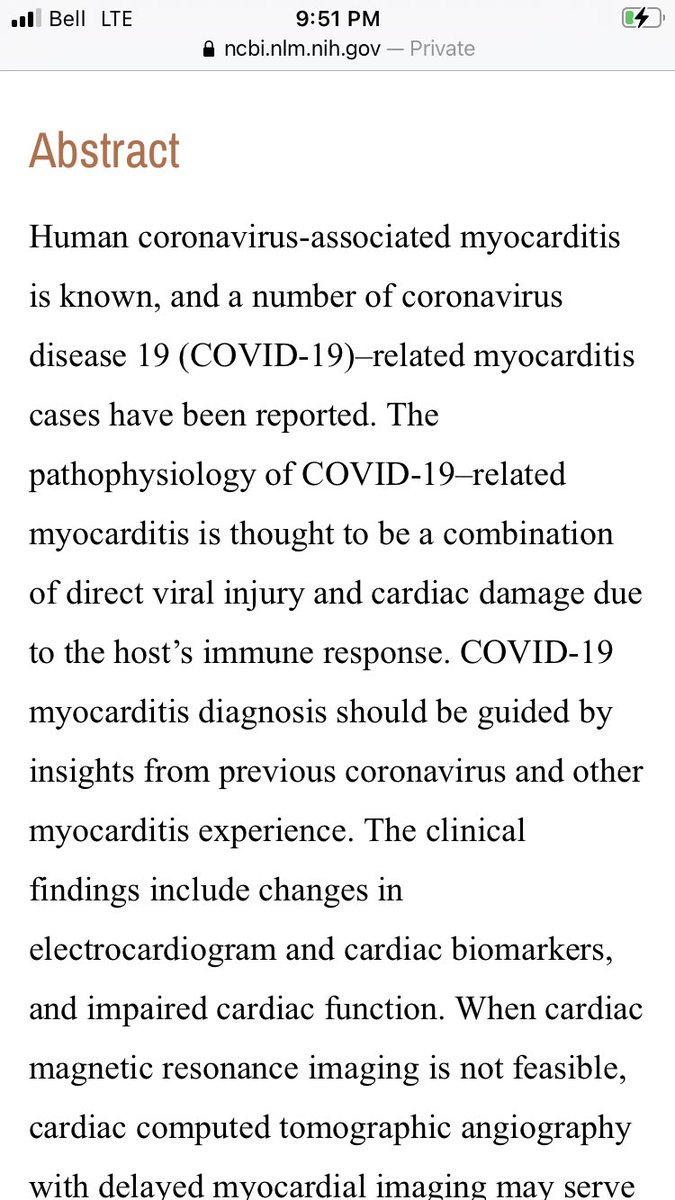 Bell LTE 9:51 PM
ncbi.nlm.nih.gov — Private
Abstract
Human coronavirus-associated myocarditis
is known, and a number of coronavirus
disease 19 (COVID-19)–related myocarditis
cases have been reported. The
pathophysiology of COVID-19–related
myocarditis is thought to be a combination
of direct viral injury and cardiac damage due
to the host’s immune response. COVID-19
myocarditis diagnosis should be guided by
insights from previous coronavirus and other
myocarditis experience. The clinical
findings include changes in
electrocardiogram and cardiac biomarkers,
and impaired cardiac function. When cardiac
magnetic resonance imaging is not feasible,
cardiac computed tomographic angiography
with delayed myocardial imaging may serve